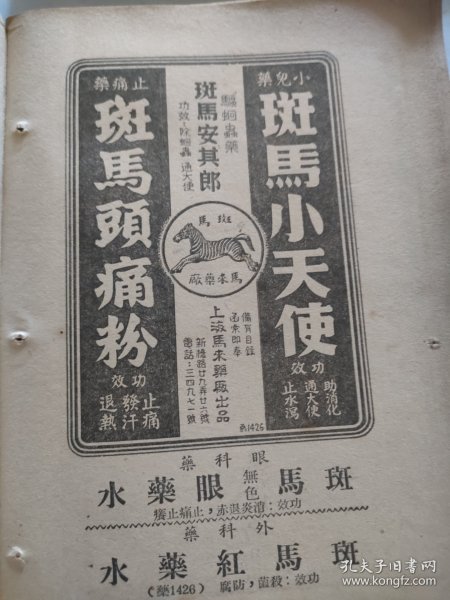 小兒藥
斑馬小天使
功效
助消化
通大便
止水瀉
驅蛔蟲藥
斑馬安其郎
功效:除蛔蟲 通大便
斑馬
馬來藥廠
備有目錄
函索即奉
上海馬來藥廠出品
新橋路廿九弄廿六號
電話:三四九七一號
藥1426
止痛藥
斑馬頭痛粉
功效
止痛
發汗
退熱
眼科藥
斑馬無色眼藥水
功效:消炎退赤,止痛止癢
外科藥
斑馬紅藥水
功效:殺菌,防腐 (藥1426)
孔夫子旧书网